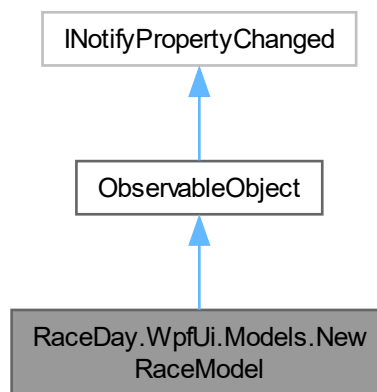 INotifyPropertyChanged
ObservableObject
RaceDay.WpfUi.Models.New
RaceModel